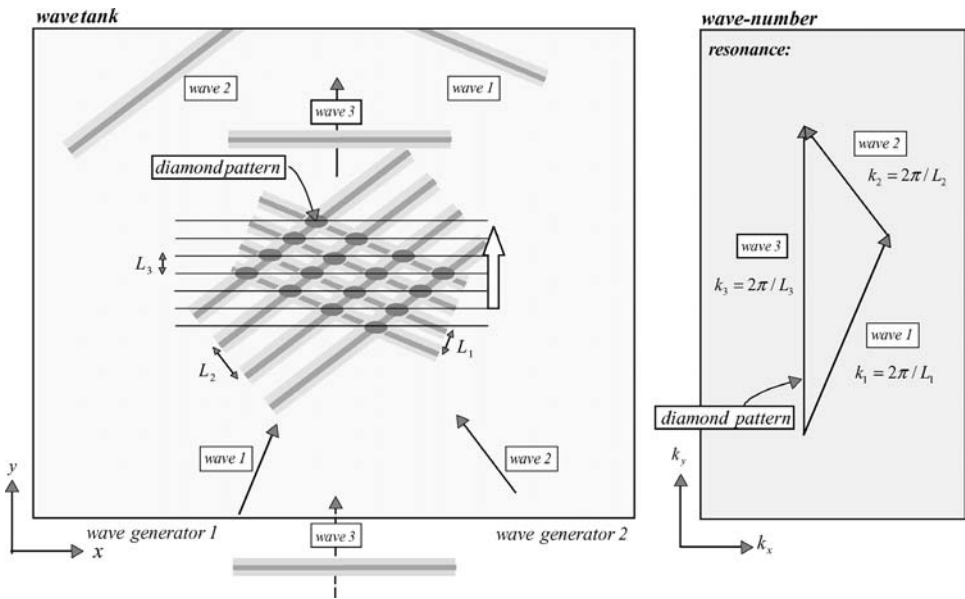 wave tank
wave 2
wave 1
wave 3
diamond pattern
L₃
L₁
L₂
wave 1
wave 2
y
x
wave generator 1
wave 3
wave generator 2
wave-number
resonance:
wave 2
k₂ = 2π / L₂
wave 3
k₃ = 2π / L₃
wave 1
k₁ = 2π / L₁
diamond pattern
k_y
k_x